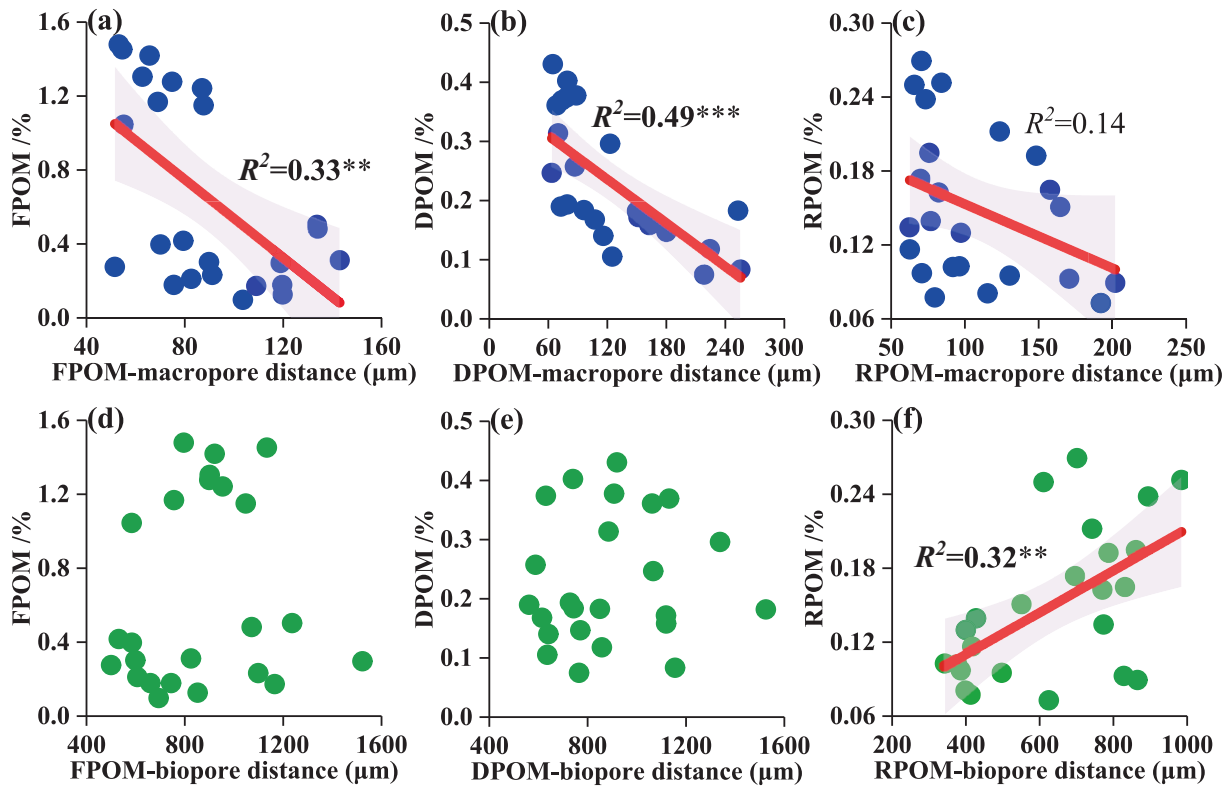 (a)
FPOM /%
1.6
1.2
0.8
0.4
0.0
R²=0.33**
40 80 120 160
FPOM-macropore distance (μm)
(b)
DPOM /%
0.5
0.4
0.3
0.2
0.1
0.0
R²=0.49***
0 60 120 180 240 300
DPOM-macropore distance (μm)
(c)
RPOM /%
0.30
0.24
0.18
0.12
0.06
R²=0.14
50 100 150 200 250
RPOM-macropore distance (μm)
(d)
FPOM /%
1.6
1.2
0.8
0.4
0.0
400 800 1200 1600
FPOM-biopore distance (μm)
(e)
DPOM /%
0.5
0.4
0.3
0.2
0.1
0.0
400 800 1200 1600
DPOM-biopore distance (μm)
(f)
RPOM /%
0.30
0.24
0.18
0.12
0.06
R²=0.32**
200 400 600 800 1000
RPOM-biopore distance (μm)